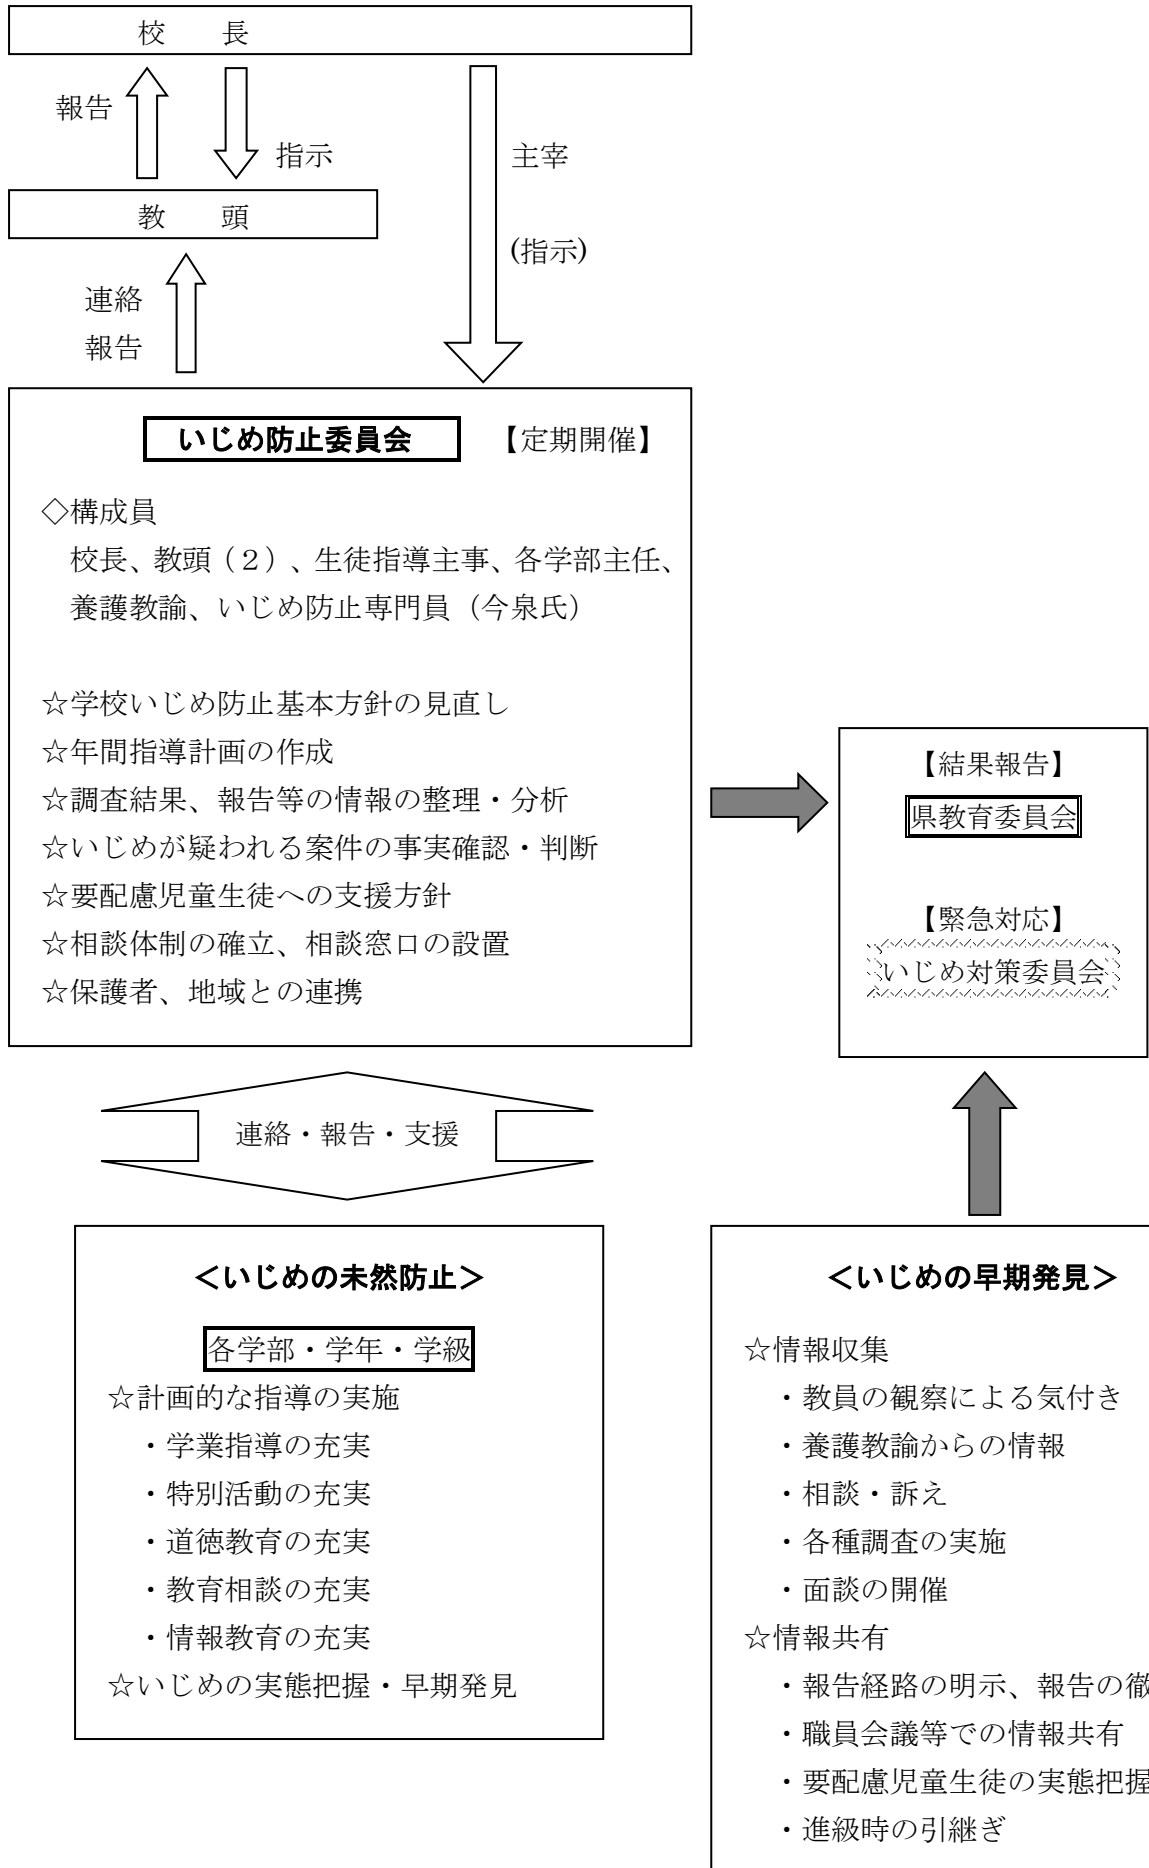 校　　長
報告
指示
主宰
教　　頭
(指示)
連絡
報告
いじめ防止委員会　【定期開催】
◇構成員
校長、教頭（２）、生徒指導主事、各学部主任、
養護教諭、いじめ防止専門員（今泉氏）
☆学校いじめ防止基本方針の見直し
☆年間指導計画の作成
☆調査結果、報告等の情報の整理・分析
☆いじめが疑われる案件の事実確認・判断
☆要配慮児童生徒への支援方針
☆相談体制の確立、相談窓口の設置
☆保護者、地域との連携
【結果報告】
県教育委員会
【緊急対応】
いじめ対策委員会
連絡・報告・支援
＜いじめの未然防止＞
各学部・学年・学級
☆計画的な指導の実施
・学業指導の充実
・特別活動の充実
・道徳教育の充実
・教育相談の充実
・情報教育の充実
☆いじめの実態把握・早期発見
＜いじめの早期発見＞
☆情報収集
・教員の観察による気付き
・養護教諭からの情報
・相談・訴え
・各種調査の実施
・面談の開催
☆情報共有
・報告経路の明示、報告の徹
・職員会議等での情報共有
・要配慮児童生徒の実態把握
・進級時の引継ぎ